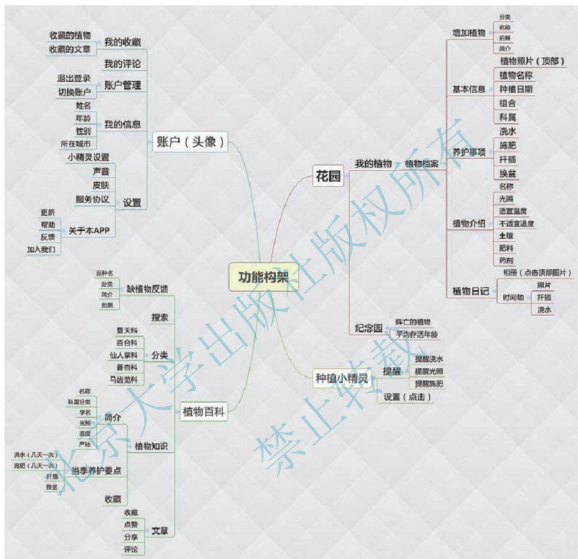 功能构架
花园
我的植物
植物档案
增加植物
分类
名称
拍照
简介
基本信息
植物照片（顶部）
植物名称
种植日期
组合
科属
养护事项
浇水
施肥
扦插
换盆
植物介绍
名称
光照
适宜温度
不适宜温度
土壤
肥料
药剂
植物日记
相册（点击顶部图片）
时间轴
照片
扦插
浇水
纪念园
阵亡的植物
平均存活年龄
种植小精灵
提醒
提醒浇水
提醒光照
提醒施肥
设置（点击）
账户（头像）
我的收藏
收藏的植物
收藏的文章
我的评论
账户管理
退出登录
切换账户
我的信息
姓名
年龄
性别
所在城市
设置
小精灵设置
声音
皮肤
服务协议
关于本APP
更新
帮助
反馈
加入我们
植物百科
缺植物反馈
品种名
分类
简介
拍照
搜索
分类
景天科
百合科
仙人掌科
番杏科
马齿苋科
植物知识
简介
名称
科属分类
学名
光照
温度
产地
当季养护要点
浇水（几天一次）
施肥（几天一次）
扦插
换盆
收藏
文章
收藏
点赞
分享
评论
北京大学出版社版权所有
禁止转载